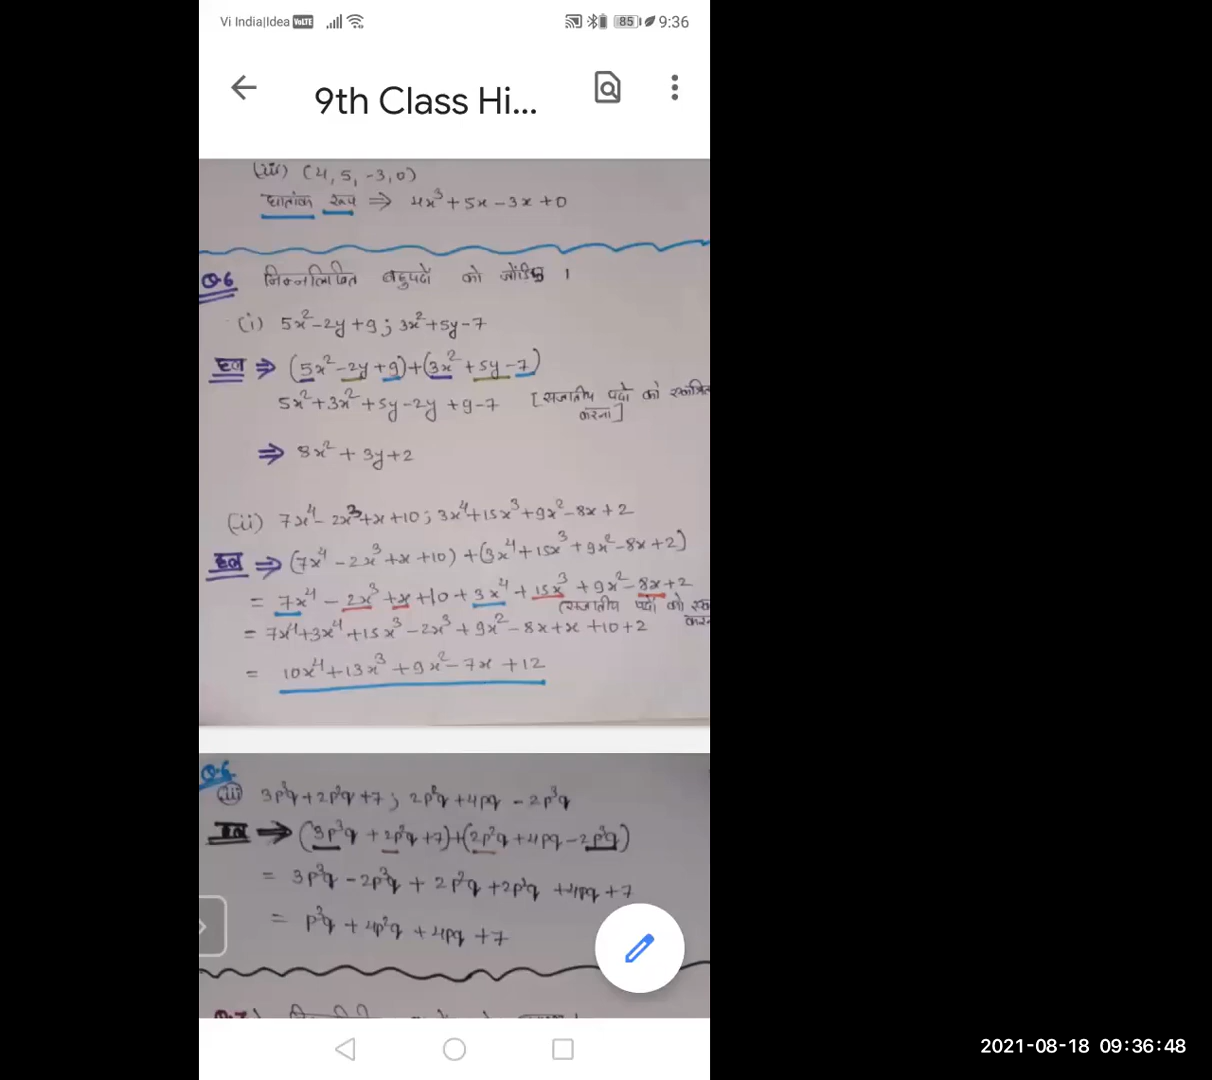 Vi India|Idea VoLTE 85 9:36
9th Class Hi...
(iii) (4, 5, -3, 0)
घातांक रूप ⇒ 4x³ + 5x - 3x + 0
Q.6 निम्नलिखित बहुपदों को जोडिए ।
(i) 5x² - 2y + 9 ; 3x² + 5y - 7
हल ⇒ (5x² - 2y + 9) + (3x² + 5y - 7)
5x² + 3x² + 5y - 2y + 9 - 7 [सजातीय पदों को
करना]
⇒ 8x² + 3y + 2
(ii) 7x⁴ - 2x³ + x + 10 ; 3x⁴ + 15x³ + 9x² - 8x + 2
हल ⇒ (7x⁴ - 2x³ + x + 10) + (3x⁴ + 15x³ + 9x² - 8x + 2)
= 7x⁴ - 2x³ + x + 10 + 3x⁴ + 15x³ + 9x² - 8x + 2
(सजातीय पदों को
= 7x⁴ + 3x⁴ + 15x³ - 2x³ + 9x² - 8x + x + 10 + 2
= 10x⁴ + 13x³ + 9x² - 7x + 12
Q.6
(iii) 3p³q + 2p²q + 7 ; 2p²q + 4pq - 2p³q
हल ⇒ (3p³q + 2p²q + 7) + (2p²q + 4pq - 2p³q)
= 3p³q - 2p³q + 2p²q + 2p²q + 4pq + 7
= p³q + 4p²q + 4pq + 7
2021-08-18 09:36:48